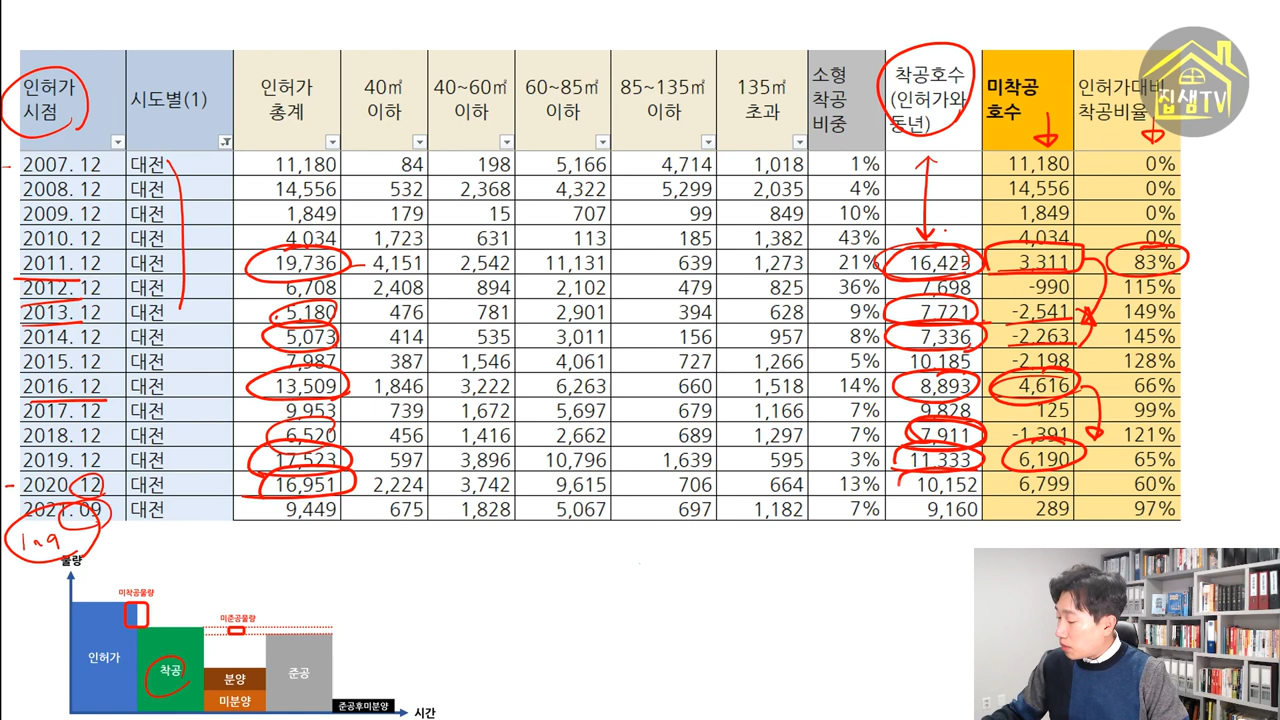 인허가 시점 시도별(1) 인허가 총계 40㎡ 이하 40~60㎡ 이하 60~85㎡ 이하 85~135㎡ 이하 135㎡ 초과 소형 착공 비중 착공호수 (인허가와 동년) 미착공 호수 인허가대비 착공비율
집샘TV
2007. 12 대전 11,180 84 198 5,166 4,714 1,018 1% 11,180 0%
2008. 12 대전 14,556 532 2,368 4,322 5,299 2,035 4% 14,556 0%
2009. 12 대전 1,849 179 15 707 99 849 10% 1,849 0%
2010. 12 대전 4,034 1,723 631 113 185 1,382 43% 4,034 0%
2011. 12 대전 19,736 4,151 2,542 11,131 639 1,273 21% 16,425 3,311 83%
2012. 12 대전 6,708 2,408 894 2,102 479 825 36% 7,698 -990 115%
2013. 12 대전 5,180 476 781 2,901 394 628 9% 7,721 -2,541 149%
2014. 12 대전 5,073 414 535 3,011 156 957 8% 7,336 -2,263 145%
2015. 12 대전 7,987 387 1,546 4,061 727 1,266 5% 10,185 -2,198 128%
2016. 12 대전 13,509 1,846 3,222 6,263 660 1,518 14% 8,893 4,616 66%
2017. 12 대전 9,953 739 1,672 5,697 679 1,166 7% 9,828 125 99%
2018. 12 대전 6,520 456 1,416 2,662 689 1,297 7% 7,911 -1,391 121%
2019. 12 대전 17,523 597 3,896 10,796 1,639 595 3% 11,333 6,190 65%
2020. 12 대전 16,951 2,224 3,742 9,615 706 664 13% 10,152 6,799 60%
2021. 09 대전 9,449 675 1,828 5,067 697 1,182 7% 9,160 289 97%
ing
물량
미착공물량
미준공물량
인허가
착공
분양
미분양
준공
준공후미분양
시간